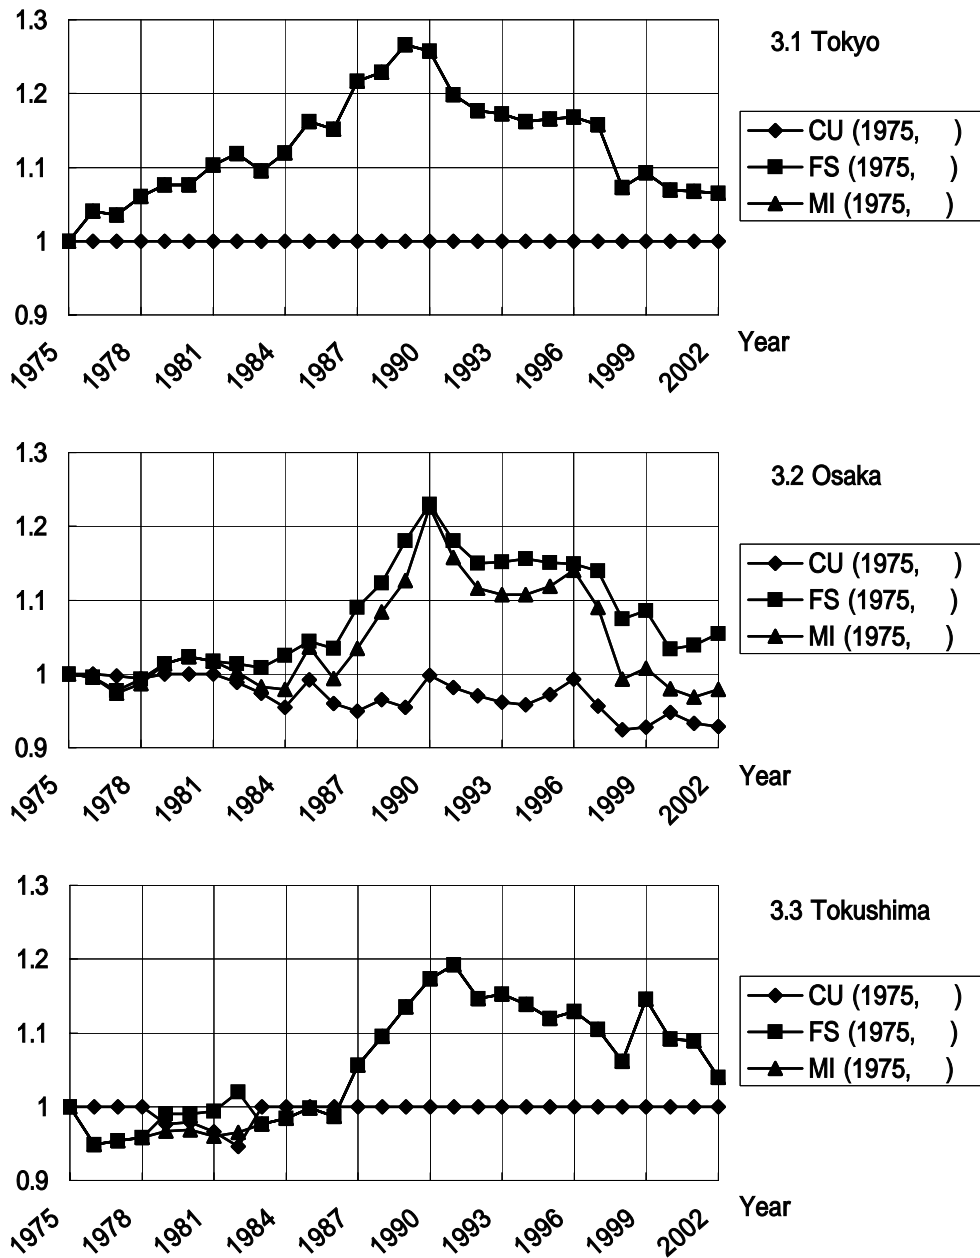 1.3
1.2
1.1
1
0.9
1975 1978 1981 1984 1987 1990 1993 1996 1999 2002
Year
3.1 Tokyo
CU (1975, )
FS (1975, )
MI (1975, )
1.3
1.2
1.1
1
0.9
1975 1978 1981 1984 1987 1990 1993 1996 1999 2002
Year
3.2 Osaka
CU (1975, )
FS (1975, )
MI (1975, )
1.3
1.2
1.1
1
0.9
1975 1978 1981 1984 1987 1990 1993 1996 1999 2002
Year
3.3 Tokushima
CU (1975, )
FS (1975, )
MI (1975, )